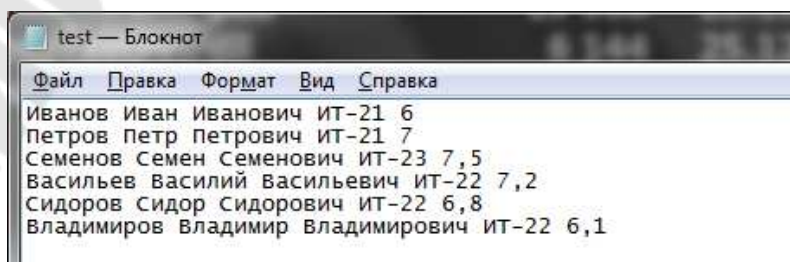 test — Блокнот
Файл Правка Формат Вид Справка
Иванов Иван Иванович ИТ-21 6
Петров Петр Петрович ИТ-21 7
Семенов Семен Семенович ИТ-23 7,5
Васильев Василий Васильевич ИТ-22 7,2
Сидоров Сидор Сидорович ИТ-22 6,8
Владимиров Владимир Владимирович ИТ-22 6,1